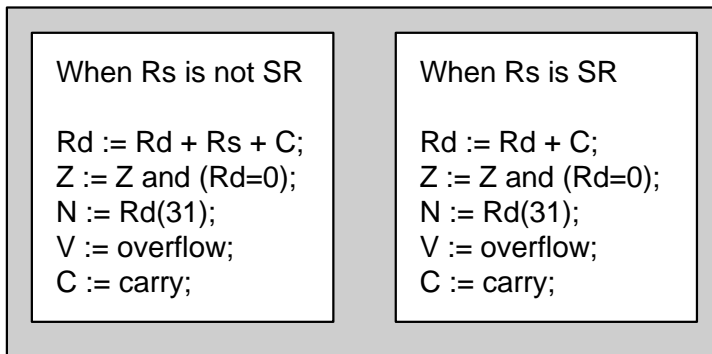 When Rs is not SR
Rd := Rd + Rs + C;
Z := Z and (Rd=0);
N := Rd(31);
V := overflow;
C := carry;
When Rs is SR
Rd := Rd + C;
Z := Z and (Rd=0);
N := Rd(31);
V := overflow;
C := carry;